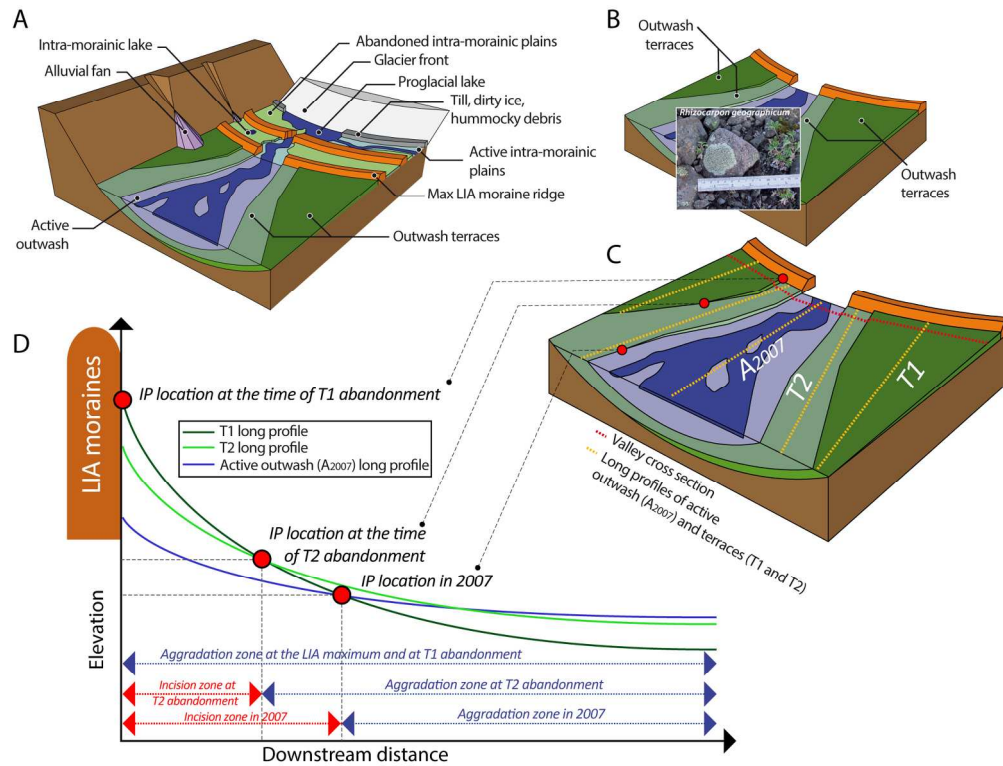 A
Intra-morainic lake
Alluvial fan
Abandoned intra-morainic plains
Glacier front
Proglacial lake
Till, dirty ice,
hummocky debris
Active intra-morainic
plains
Max LIA moraine ridge
Active
outwash
Outwash terraces
B
Outwash
terraces
Rhizocarpon geographicum
Outwash
terraces
C
A2007
T2
T1
Valley cross section
Long profiles of active
outwash (A2007) and terraces (T1 and T2)
D
LIA moraines
IP location at the time of T1 abandonment
T1 long profile
T2 long profile
Active outwash (A2007) long profile
IP location at the time
of T2 abandonment
IP location in 2007
Elevation
Aggradation zone at the LIA maximum and at T1 abandonment
Incision zone at
T2 abandonment
Aggradation zone at T2 abandonment
Incision zone in 2007
Aggradation zone in 2007
Downstream distance